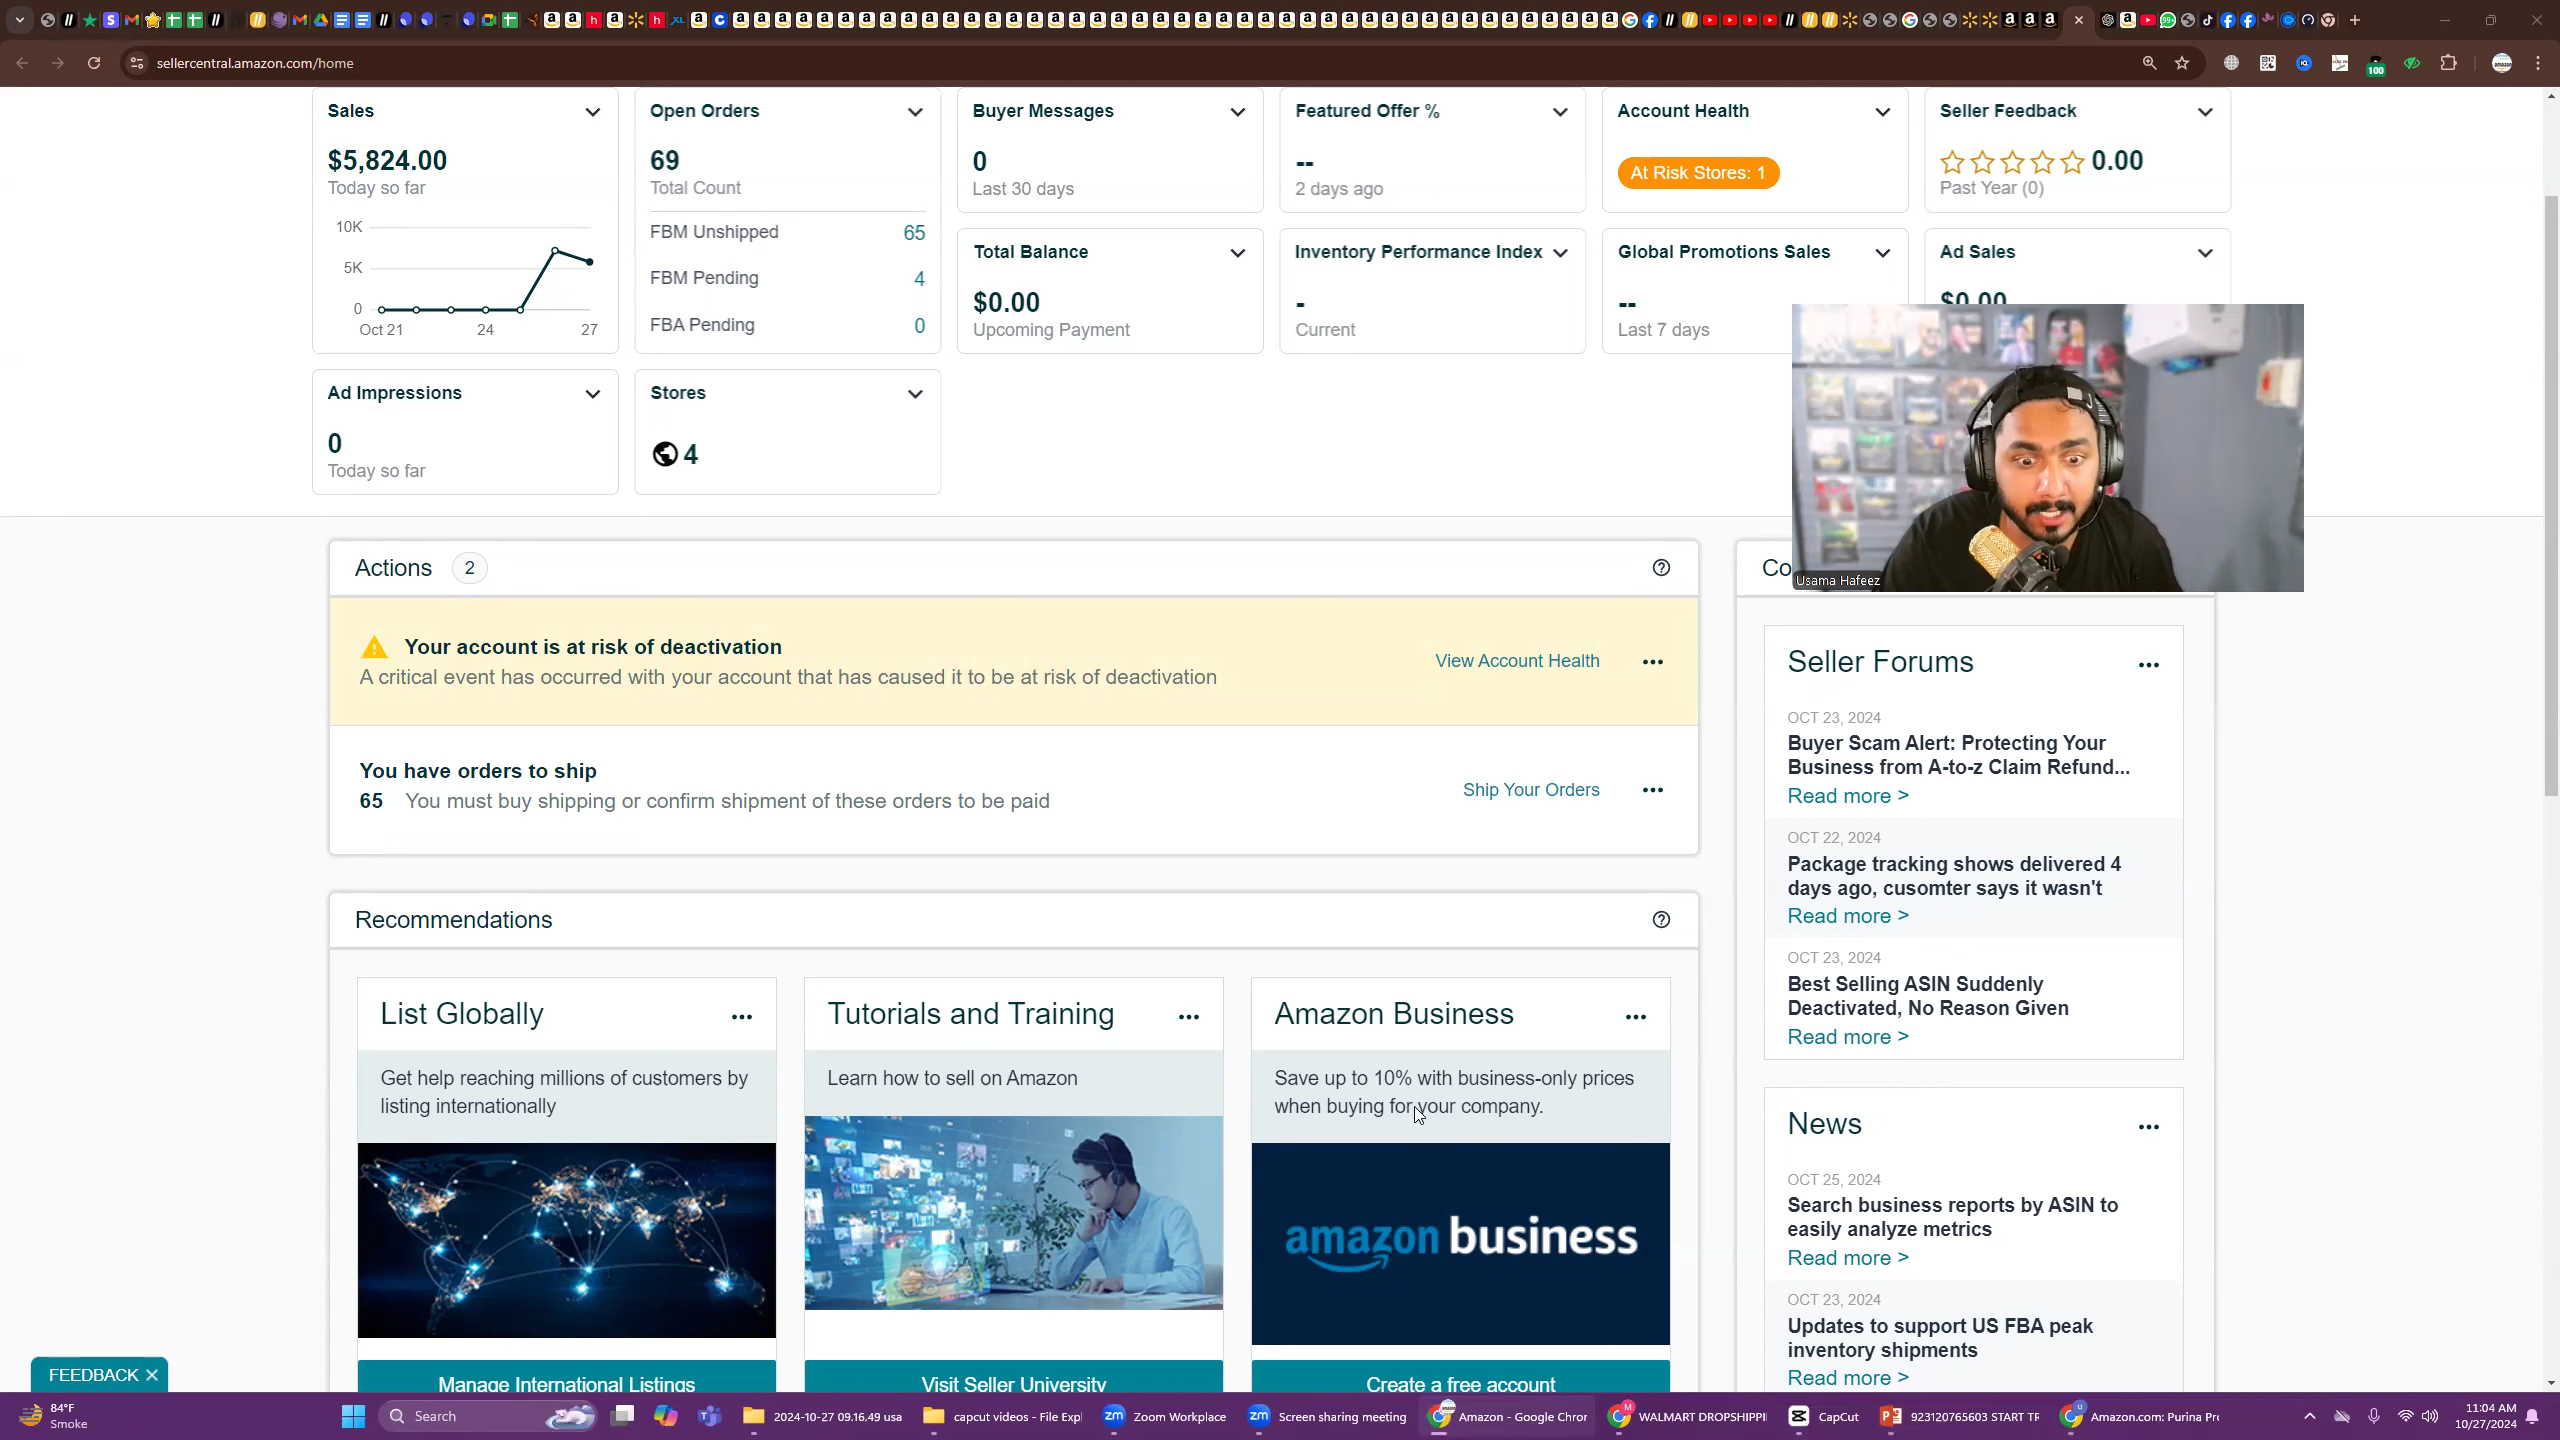 sellercentral.amazon.com/home
100
Sales
$5,824.00
Today so far
10K
5K
0
Oct 21
24
27
Open Orders
69
Total Count
FBM Unshipped 65
FBM Pending 4
FBA Pending 0
Buyer Messages
0
Last 30 days
Featured Offer %
--
2 days ago
Account Health
At Risk Stores: 1
Seller Feedback
0.00
Past Year (0)
Total Balance
$0.00
Upcoming Payment
Inventory Performance Index
-
Current
Global Promotions Sales
--
Last 7 days
Ad Sales
$0.00
Ad Impressions
0
Today so far
Stores
4
Usama Hafeez
Actions 2
Your account is at risk of deactivation
A critical event has occurred with your account that has caused it to be at risk of deactivation
View Account Health
You have orders to ship
65 You must buy shipping or confirm shipment of these orders to be paid
Ship Your Orders
Recommendations
List Globally
Get help reaching millions of customers by
listing internationally
Manage International Listings
Tutorials and Training
Learn how to sell on Amazon
Visit Seller University
Amazon Business
Save up to 10% with business-only prices
when buying for your company.
amazon business
Create a free account
Co
Seller Forums
OCT 23, 2024
Buyer Scam Alert: Protecting Your
Business from A-to-z Claim Refund...
Read more >
OCT 22, 2024
Package tracking shows delivered 4
days ago, cusomter says it wasn't
Read more >
OCT 23, 2024
Best Selling ASIN Suddenly
Deactivated, No Reason Given
Read more >
News
OCT 25, 2024
Search business reports by ASIN to
easily analyze metrics
Read more >
OCT 23, 2024
Updates to support US FBA peak
inventory shipments
Read more >
FEEDBACK
84°F
Smoke
Search
2024-10-27 09.16.49 usa
capcut videos - File Expl
zm Zoom Workplace
zm Screen sharing meeting
Amazon - Google Chror
WALMART DROPSHIPPI
CapCut
923120765603 START TR
Amazon.com: Purina Pro
11:04 AM
10/27/2024